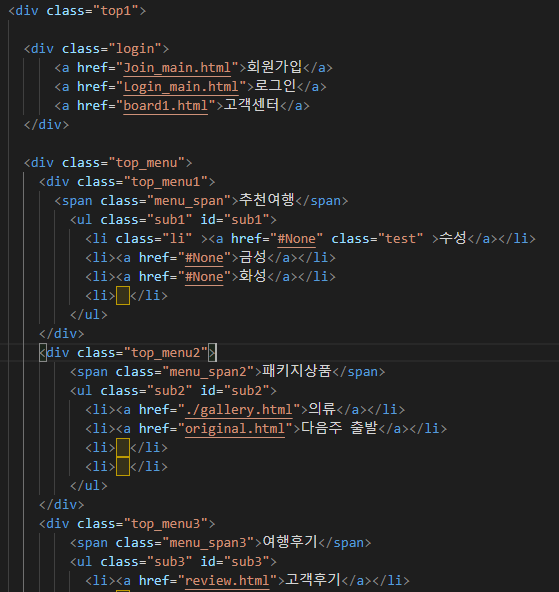 <div class="top1">
<div class="login">
<a href="Join_main.html">회원가입</a>
<a href="Login_main.html">로그인</a>
<a href="board1.html">고객센터</a>
</div>
<div class="top_menu">
<div class="top_menu1">
<span class="menu_span">추천여행</span>
<ul class="sub1" id="sub1">
<li class="li" ><a href="#None" class="test" >수성</a></li>
<li><a href="#None">금성</a></li>
<li><a href="#None">화성</a></li>
<li> </li>
</ul>
</div>
<div class="top_menu2">
<span class="menu_span2">패키지상품</span>
<ul class="sub2" id="sub2">
<li><a href="./gallery.html">의류</a></li>
<li><a href="original.html">다음주 출발</a></li>
<li> </li>
<li> </li>
</ul>
</div>
<div class="top_menu3">
<span class="menu_span3">여행후기</span>
<ul class="sub3" id="sub3">
<li><a href="review.html">고객후기</a></li>